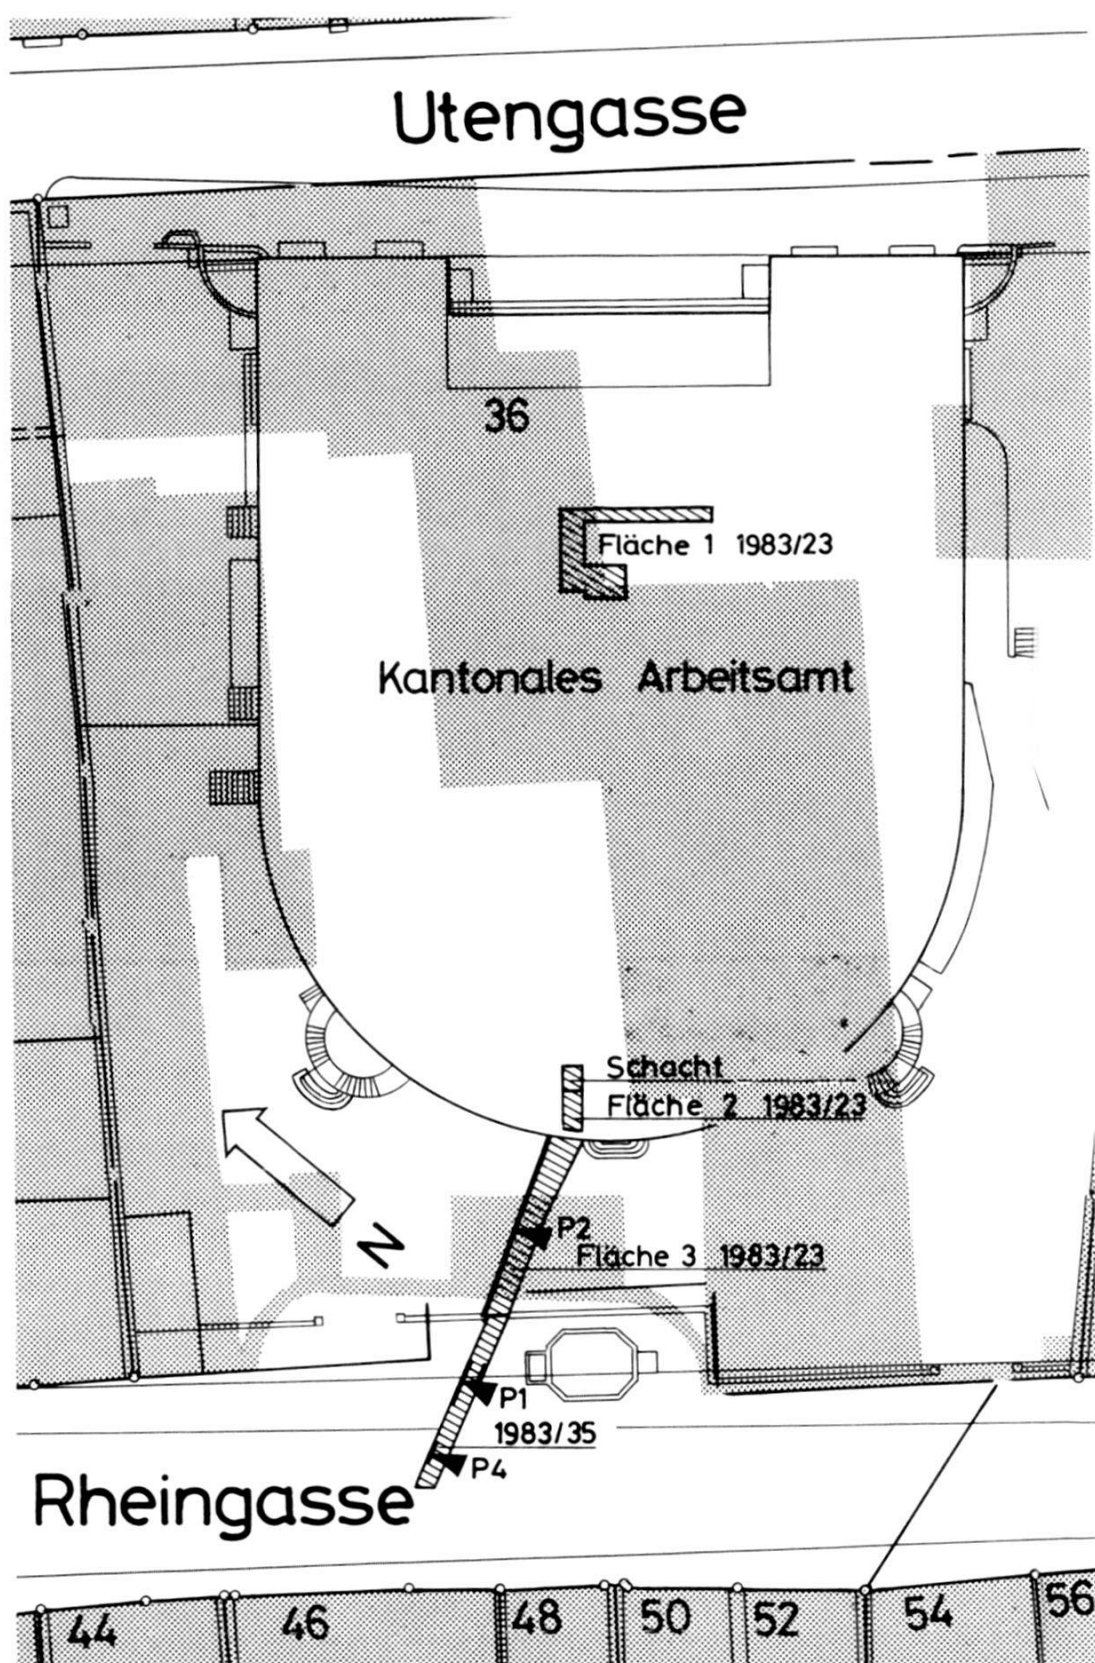 Utengasse
36
Fläche 1 1983/23
Kantonales Arbeitsamt
Schacht
Fläche 2 1983/23
N
P2
Fläche 3 1983/23
P1
1983/35
P4
Rheingasse
44 46 48 50 52 54 56